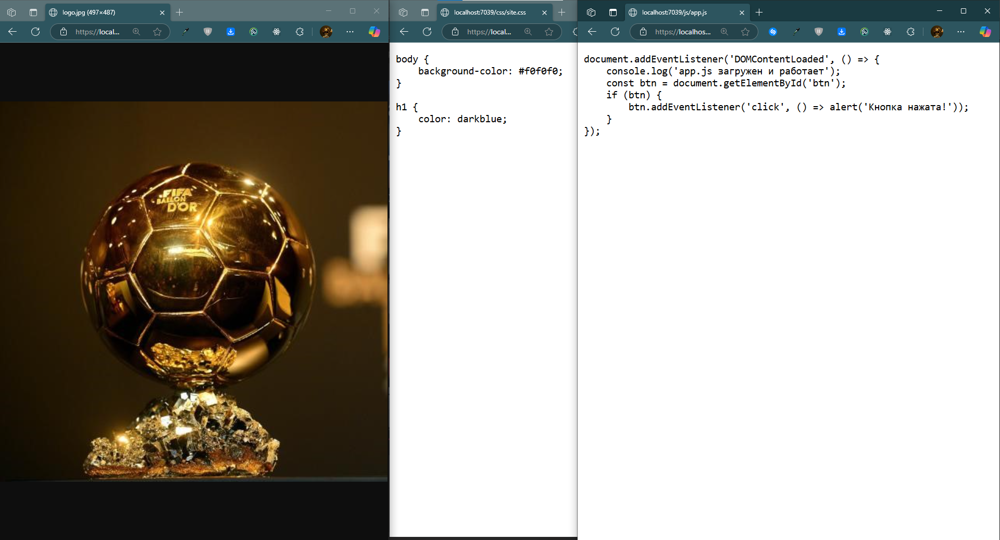 logo.jpg (497×487)
https://local...
FIFA
BALLON
D'OR
localhost:7039/css/site.css
https://local...
body {
    background-color: #f0f0f0;
}
h1 {
    color: darkblue;
}
localhost:7039/js/app.js
https://localhos...
document.addEventListener('DOMContentLoaded', () => {
    console.log('app.js загружен и работает');
    const btn = document.getElementById('btn');
    if (btn) {
        btn.addEventListener('click', () => alert('Кнопка нажата!'));
    }
});